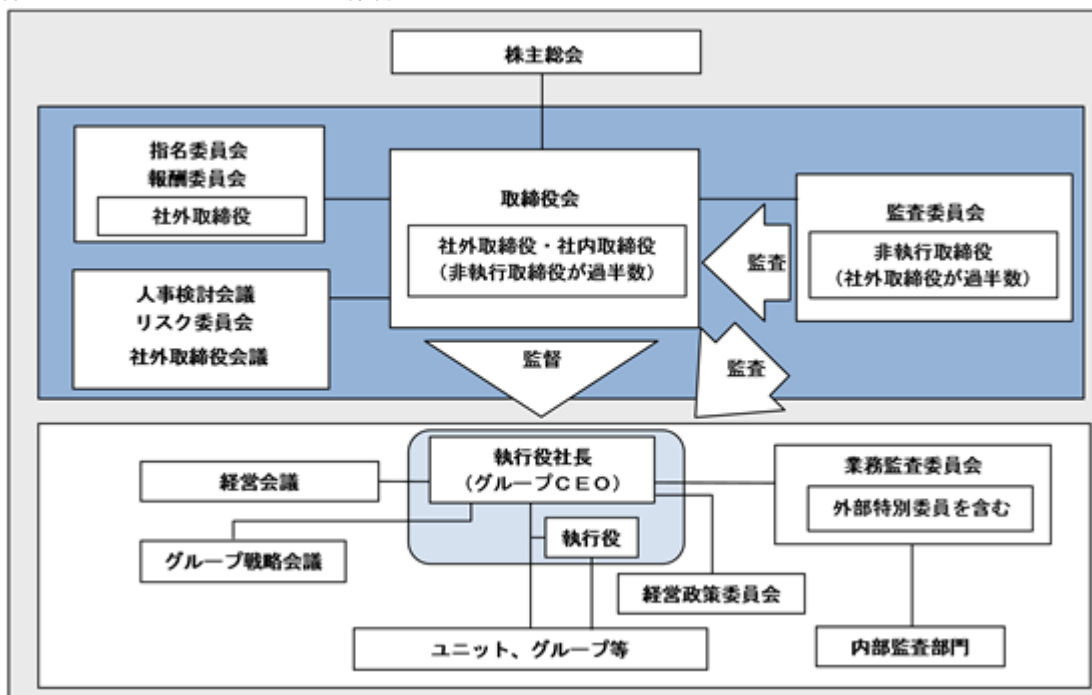 株主総会
指名委員会
報酬委員会
社外取締役
人事検討会議
リスク委員会
社外取締役会議
取締役会
社外取締役・社内取締役
（非執行取締役が過半数）
監査
監査委員会
非執行取締役
（社外取締役が過半数）
監督
監査
執行役社長
（グループＣＥＯ）
執行役
経営会議
グループ戦略会議
業務監査委員会
外部特別委員を含む
経営政策委員会
ユニット、グループ等
内部監査部門